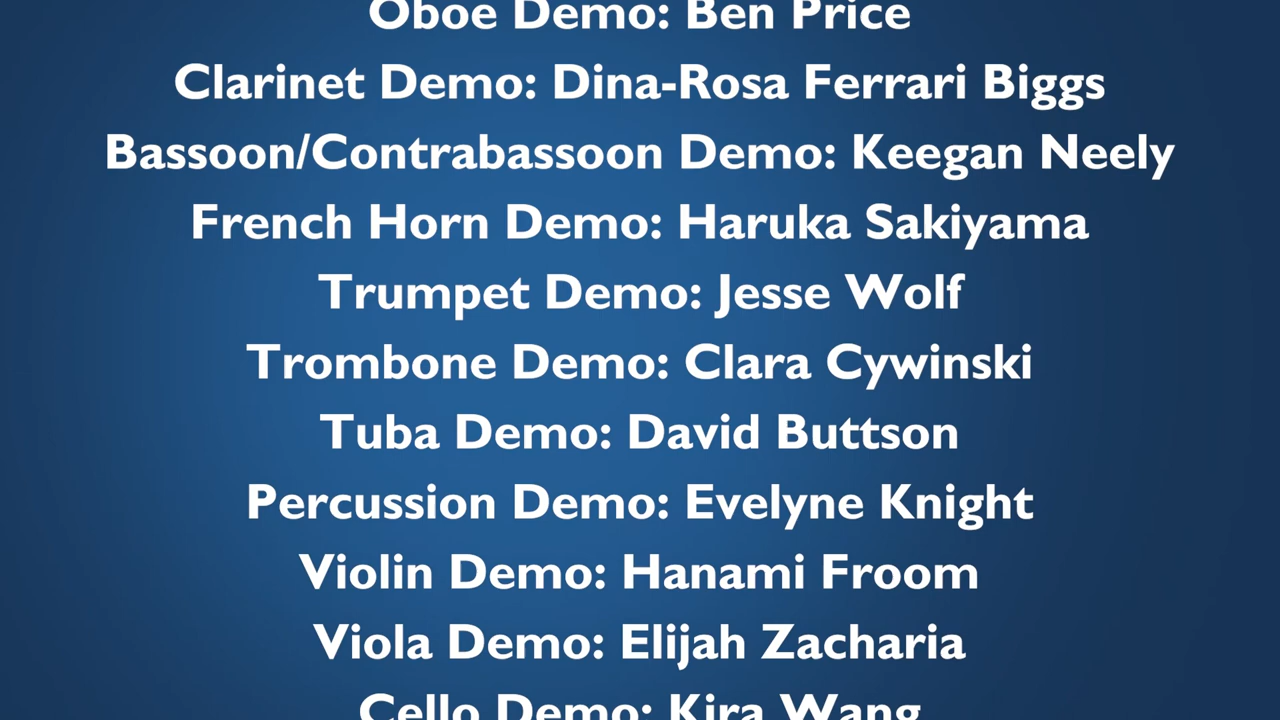 Oboe Demo: Ben Price
Clarinet Demo: Dina-Rosa Ferrari Biggs
Bassoon/Contrabassoon Demo: Keegan Neely
French Horn Demo: Haruka Sakiyama
Trumpet Demo: Jesse Wolf
Trombone Demo: Clara Cywinski
Tuba Demo: David Buttson
Percussion Demo: Evelyne Knight
Violin Demo: Hanami Froom
Viola Demo: Elijah Zacharia
Cello Demo: Kira Wang